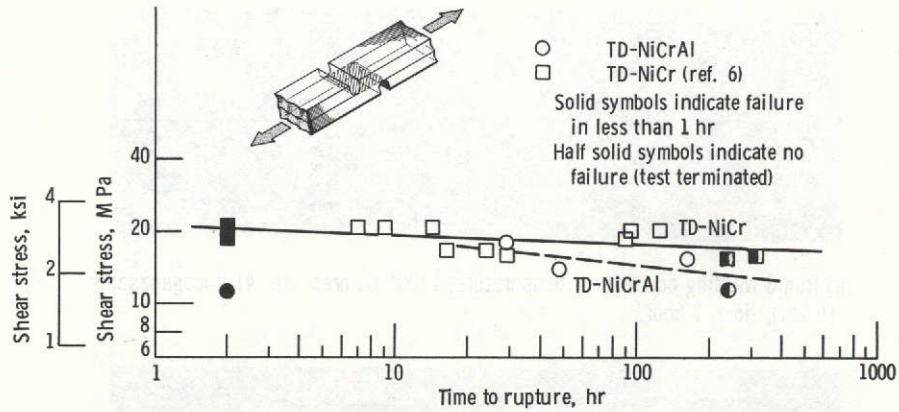 TD-NiCrAl
TD-NiCr (ref. 6)
Solid symbols indicate failure
in less than 1 hr
Half solid symbols indicate no
failure (test terminated)
Shear stress, ksi
4
3
2
1
Shear stress, M Pa
40
20
10
8
6
TD-NiCr
TD-NiCrAl
1
10
100
1000
Time to rupture, hr